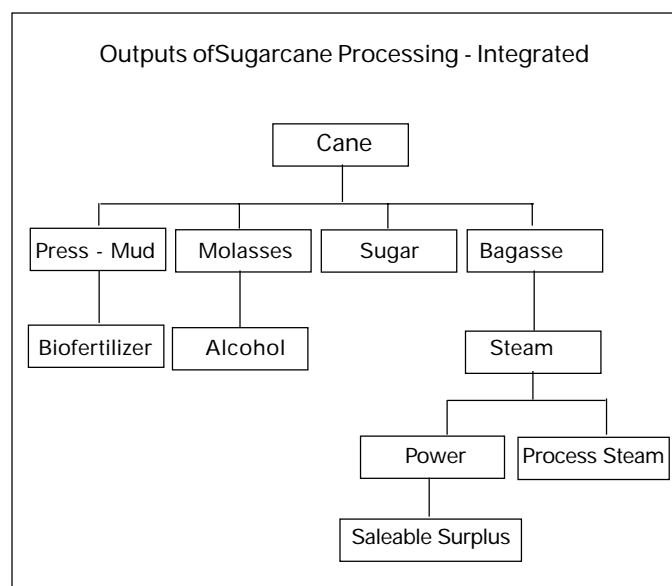 Outputs ofSugarcane Processing - Integrated
Cane
Press - Mud
Molasses
Sugar
Bagasse
Biofertilizer
Alcohol
Steam
Power
Process Steam
Saleable Surplus